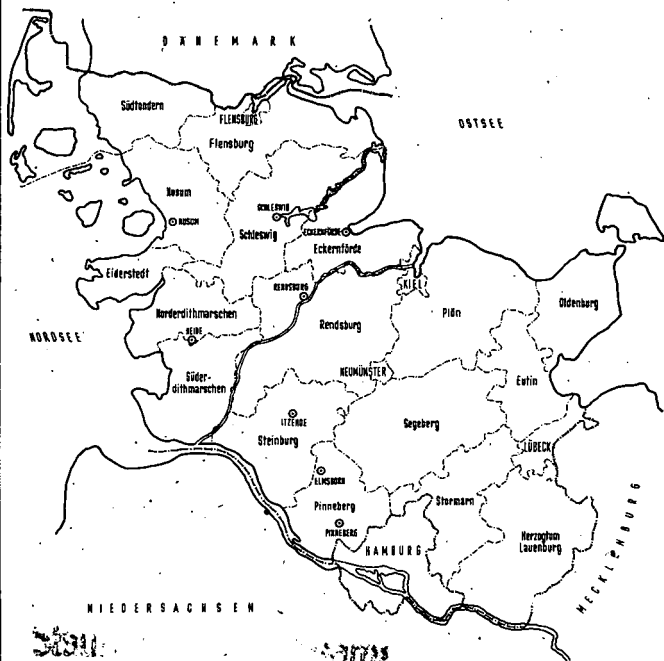 DÄNEMARK
Südtondern
FLENSBURG
Flensburg
OSTSEE
Husum
HUSUM
SCHLESWIG
Schleswig
ECKERNFÖRDE
Eckernförde
Eiderstedt
RENDSBURG
KIEL
Norderdithmarschen
Rendsburg
Plön
Oldenburg
NORDSEE
HEIDE
Süder-
dithmarschen
NEUMÜNSTER
Eutin
ITZEHOE
Steinburg
Segeberg
LÜBECK
ELMSHORN
Pinneberg
Stormarn
PINNEBERG
HAMBURG
Herzogtum
Lauenburg
MECKLENBURG
NIEDERSACHSEN